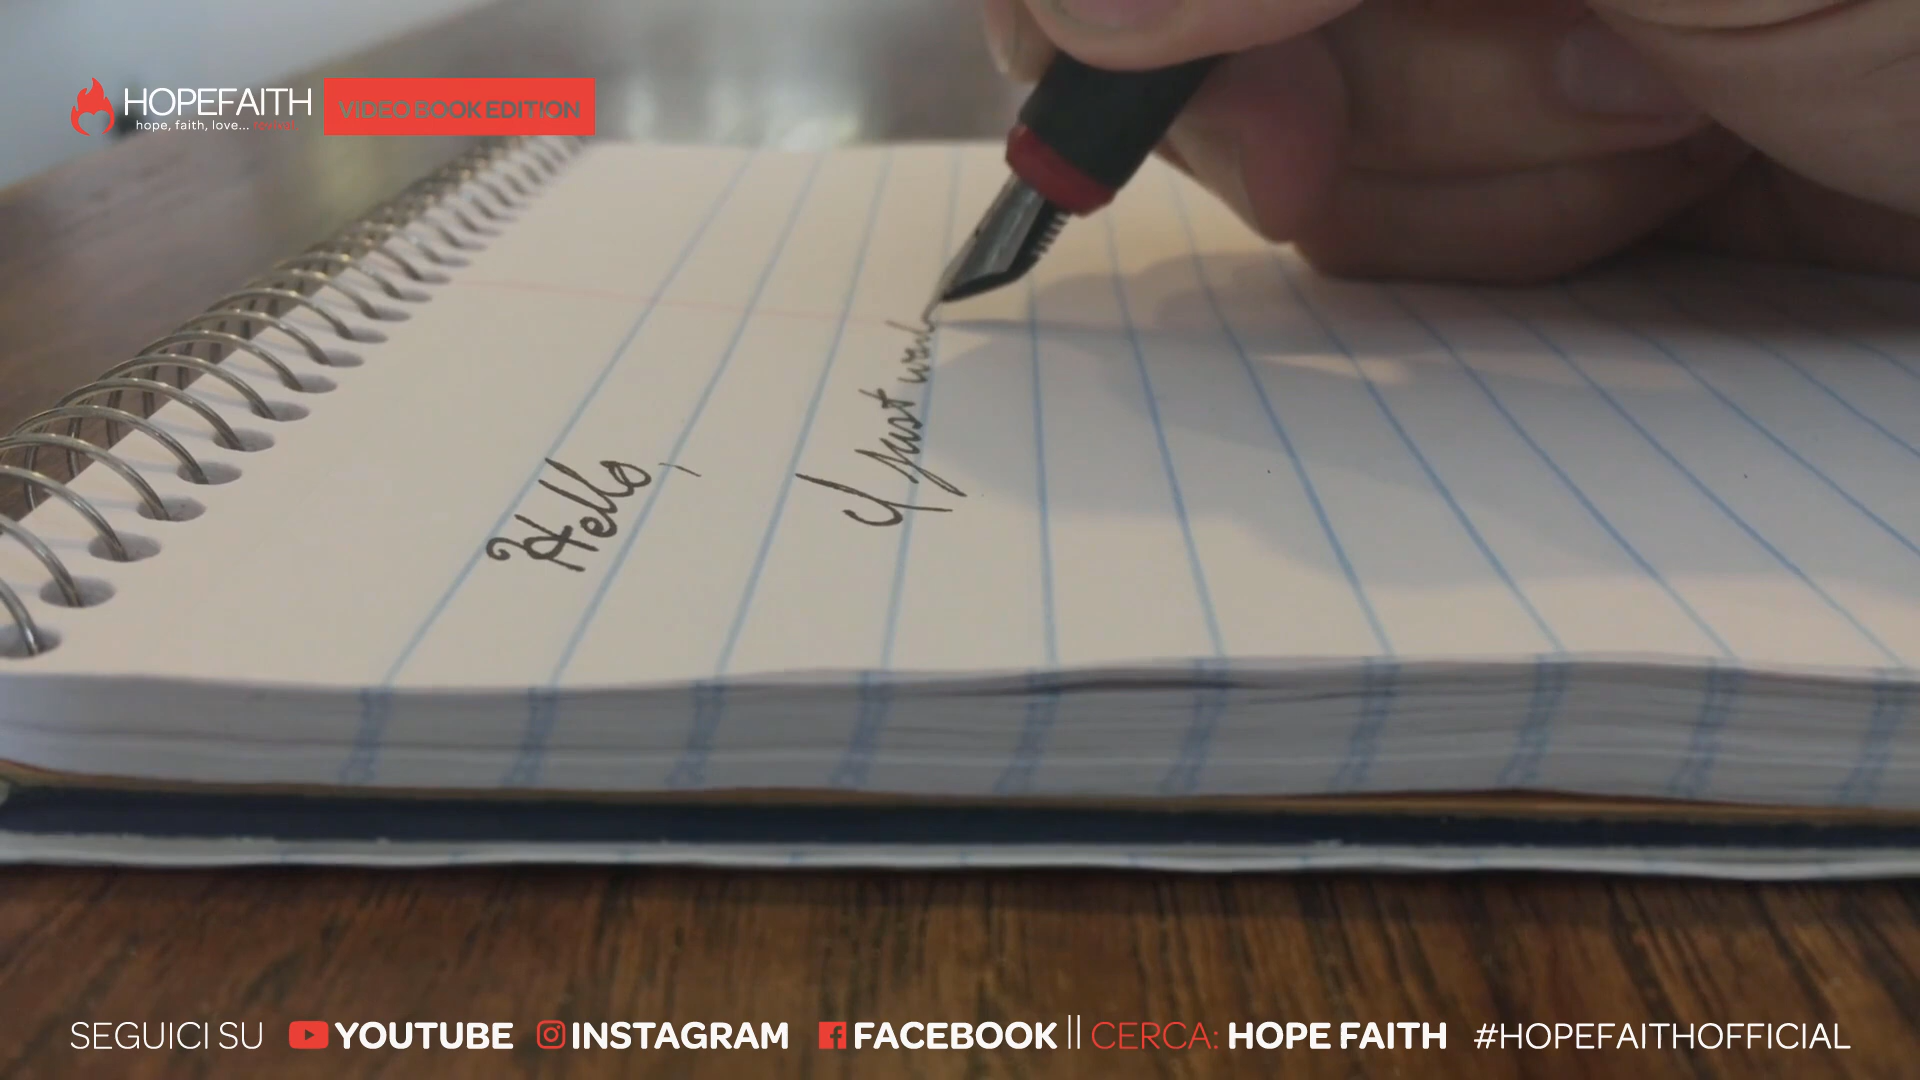 HOPEFAITH
hope, faith, love...
VIDEO BOOK EDITION
Hello,
I just
SEGUICI SU YOUTUBE INSTAGRAM FACEBOOK || CERCA: HOPE FAITH #HOPEFAITHOFFICIAL